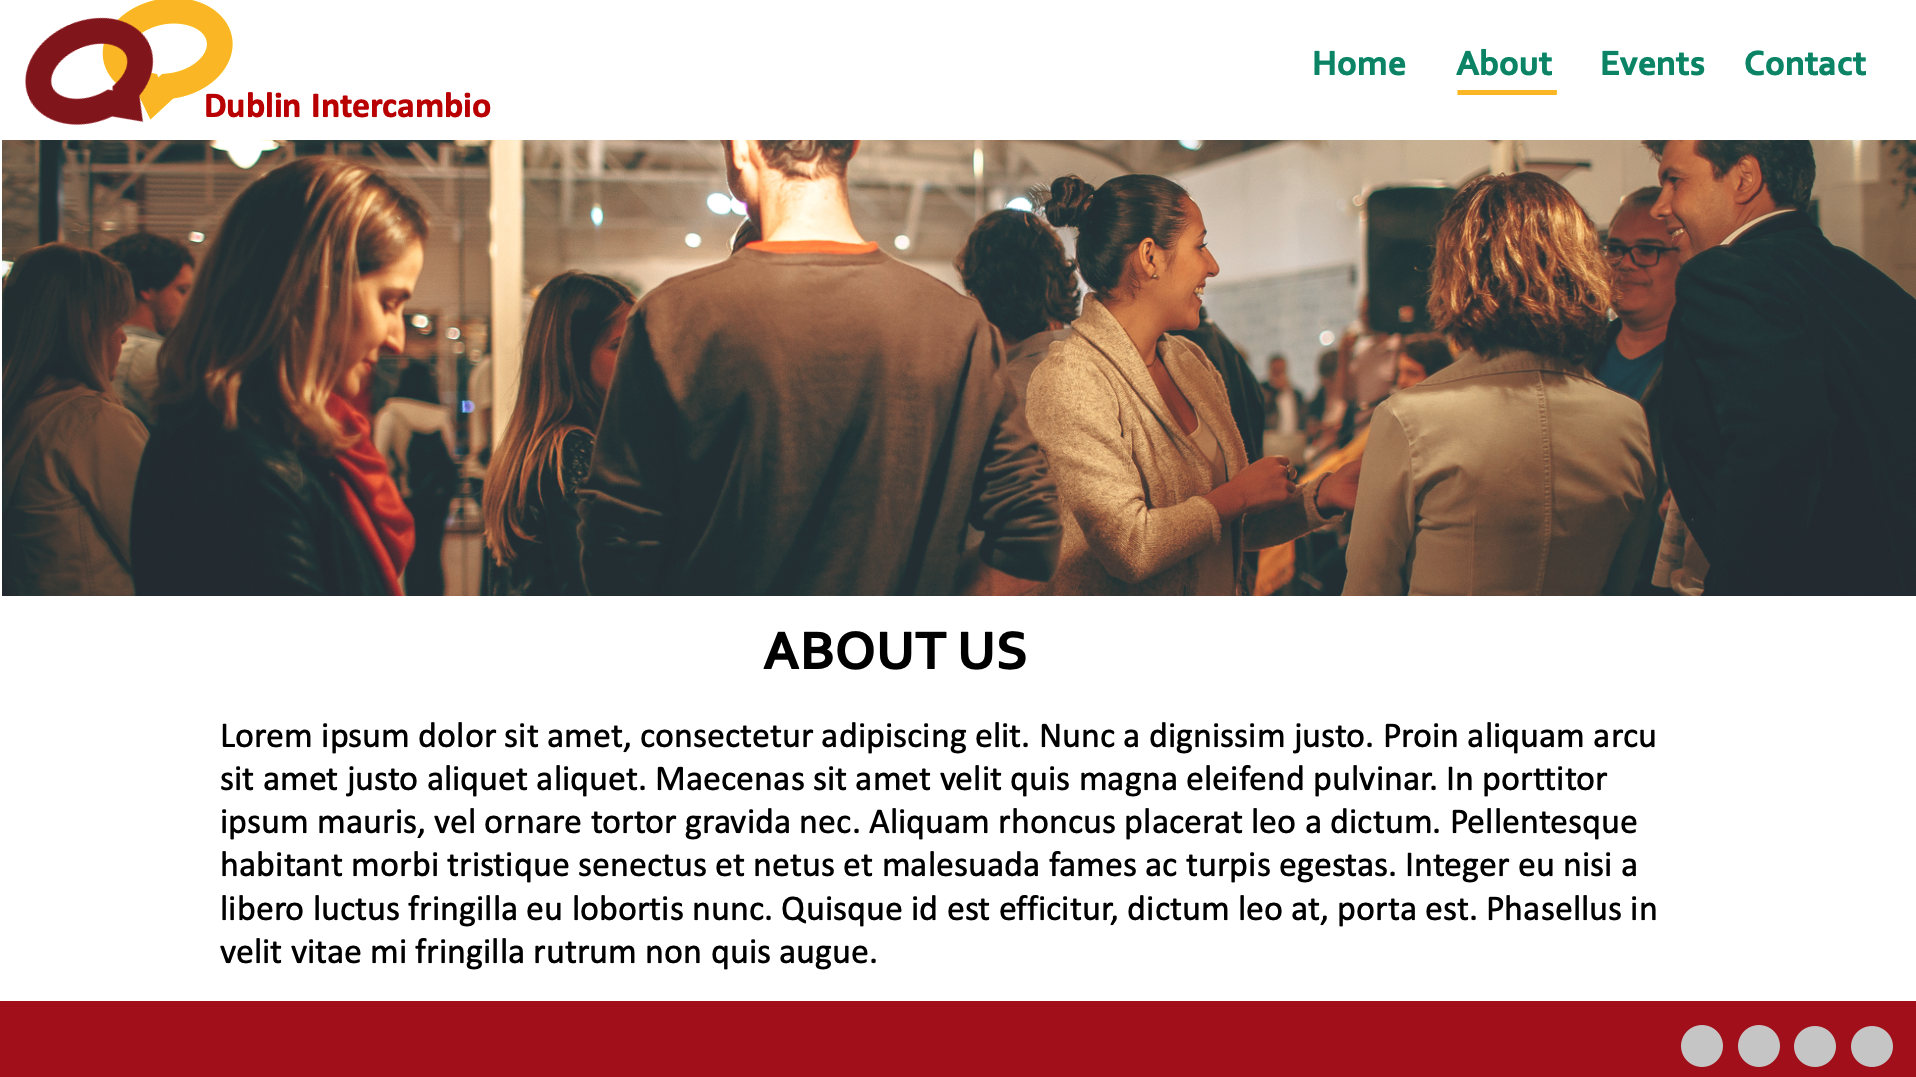 Dublin Intercambio
Home About Events Contact
ABOUT US
Lorem ipsum dolor sit amet, consectetur adipiscing elit. Nunc a dignissim justo. Proin aliquam arcu
sit amet justo aliquet aliquet. Maecenas sit amet velit quis magna eleifend pulvinar. In porttitor
ipsum mauris, vel ornare tortor gravida nec. Aliquam rhoncus placerat leo a dictum. Pellentesque
habitant morbi tristique senectus et netus et malesuada fames ac turpis egestas. Integer eu nisi a
libero luctus fringilla eu lobortis nunc. Quisque id est efficitur, dictum leo at, porta est. Phasellus in
velit vitae mi fringilla rutrum non quis augue.